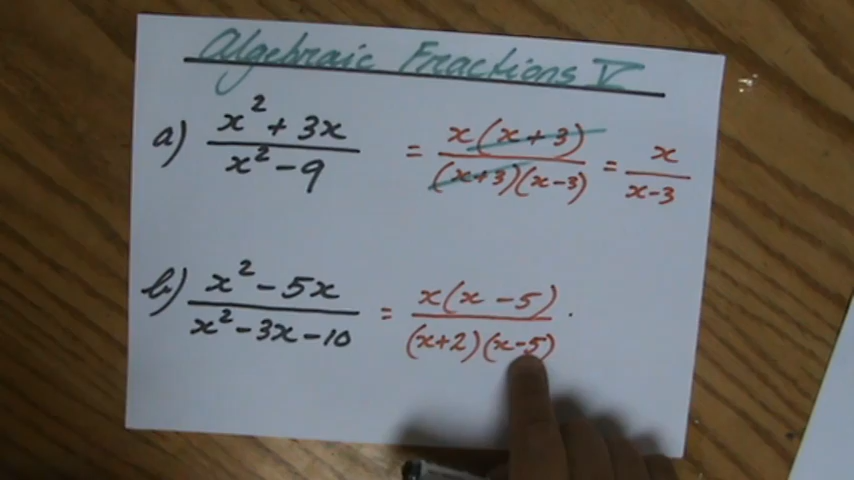 Algebraic Fractions V
a) (x² + 3x)/(x² - 9) = x(x + 3)/(x+3)(x-3) = x/(x-3)
b) (x² - 5x)/(x² - 3x - 10) = x(x - 5)/(x+2)(x-5) .